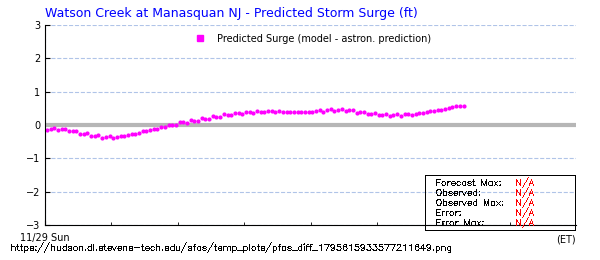 Watson Creek at Manasquan NJ - Predicted Storm Surge (ft)
3
Predicted Surge (model - astron. prediction)
2
1
0
−1
−2
Forecast Max: N/A
Observed: N/A
Observed Max: N/A
Error: N/A
Error Max: N/A
−3
11/29 Sun (ET)
https://hudson.dl.stevens-tech.edu/sfas/temp_plots/pfas_diff_1795615933577211649.png